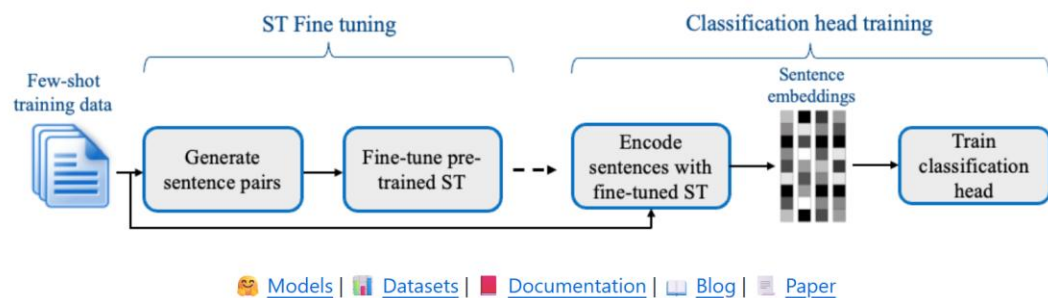 ST Fine tuning
Classification head training
Few-shot
training data
Generate
sentence pairs
Fine-tune pre-
trained ST
Encode
sentences with
fine-tuned ST
Sentence
embeddings
Train
classification
head
🤗 Models | 📊 Datasets | 📕 Documentation | 📖 Blog | 📃 Paper